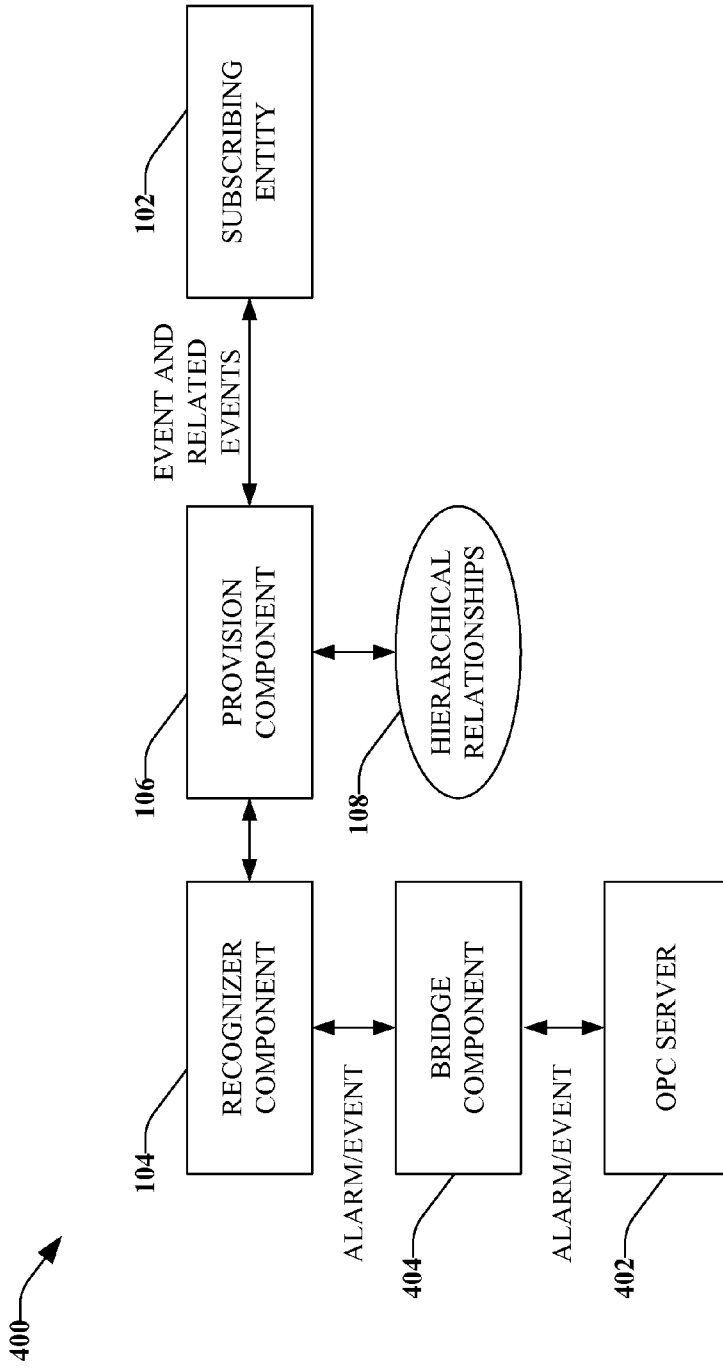 400
104
RECOGNIZER
COMPONENT
106
PROVISION
COMPONENT
EVENT AND
RELATED
EVENTS
102
SUBSCRIBING
ENTITY
ALARM/EVENT
404
BRIDGE
COMPONENT
108
HIERARCHICAL
RELATIONSHIPS
ALARM/EVENT
402
OPC SERVER